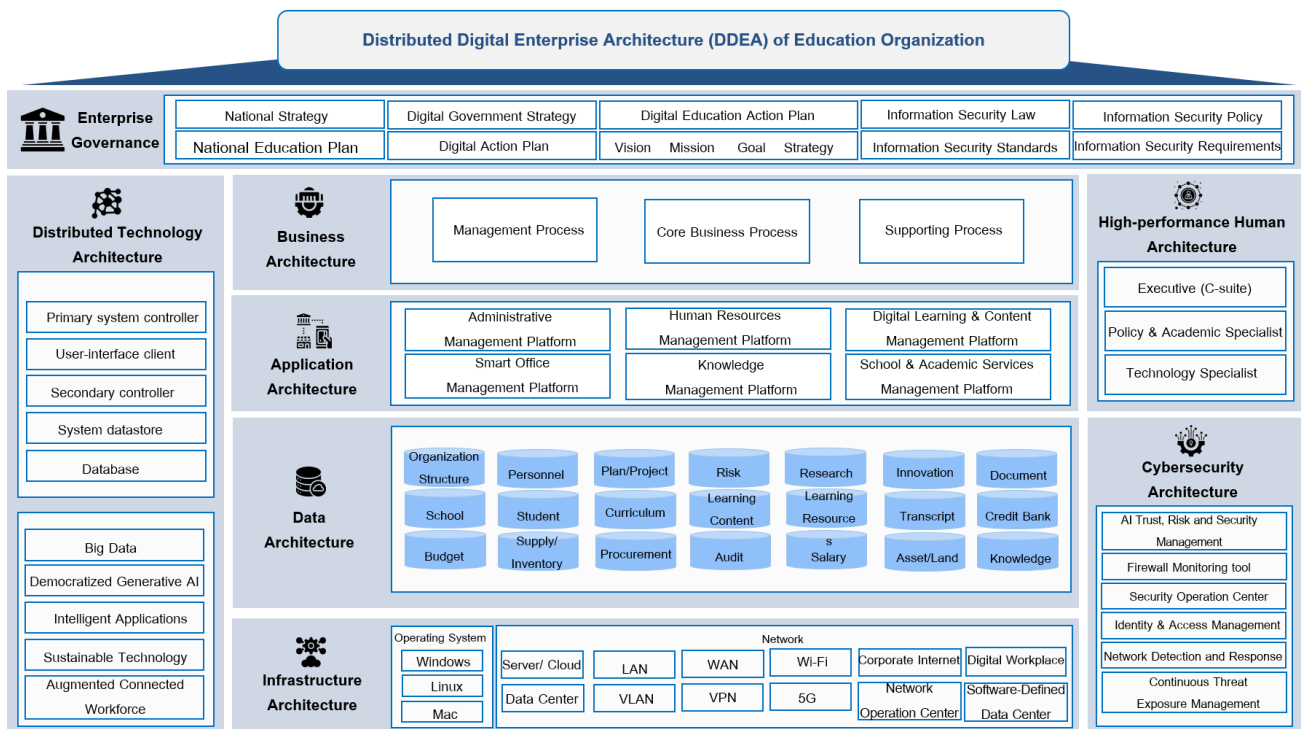 Distributed Digital Enterprise Architecture (DDEA) of Education Organization
Enterprise
Governance
National Strategy
Digital Government Strategy
Digital Education Action Plan
Information Security Law
Information Security Policy
National Education Plan
Digital Action Plan
Vision Mission Goal Strategy
Information Security Standards
Information Security Requirements
Distributed Technology
Architecture
Primary system controller
User-interface client
Secondary controller
System datastore
Database
Big Data
Democratized Generative AI
Intelligent Applications
Sustainable Technology
Augmented Connected
Workforce
Business
Architecture
Management Process
Core Business Process
Supporting Process
Application
Architecture
Administrative
Management Platform
Human Resources
Management Platform
Digital Learning & Content
Management Platform
Smart Office
Management Platform
Knowledge
Management Platform
School & Academic Services
Management Platform
Data
Architecture
Organization
Structure
Personnel
Plan/Project
Risk
Research
Innovation
Document
School
Student
Curriculum
Learning
Content
Learning
Resource
s
Transcript
Credit Bank
Budget
Supply/
Inventory
Procurement
Audit
Salary
Asset/Land
Knowledge
Infrastructure
Architecture
Operating System
Windows
Linux
Mac
Network
Server/ Cloud
LAN
WAN
Wi-Fi
Corporate Internet
Digital Workplace
Data Center
VLAN
VPN
5G
Network
Operation Center
Software-Defined
Data Center
High-performance Human
Architecture
Executive (C-suite)
Policy & Academic Specialist
Technology Specialist
Cybersecurity
Architecture
AI Trust, Risk and Security
Management
Firewall Monitoring tool
Security Operation Center
Identity & Access Management
Network Detection and Response
Continuous Threat
Exposure Management